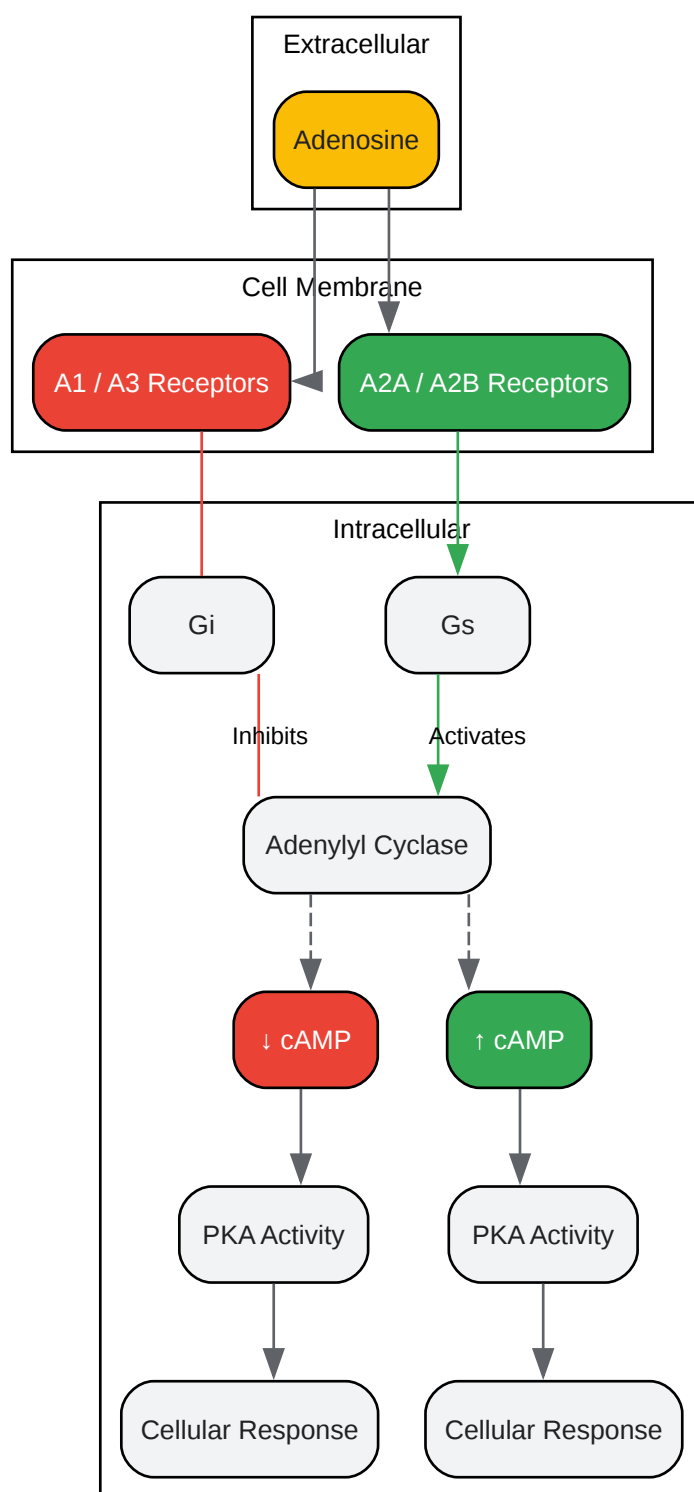 Extracellular
Adenosine
Cell Membrane
A1 / A3 Receptors
A2A / A2B Receptors
Intracellular
Gi
Gs
Inhibits
Activates
Adenylyl Cyclase
↓ cAMP
↑ cAMP
PKA Activity
PKA Activity
Cellular Response
Cellular Response